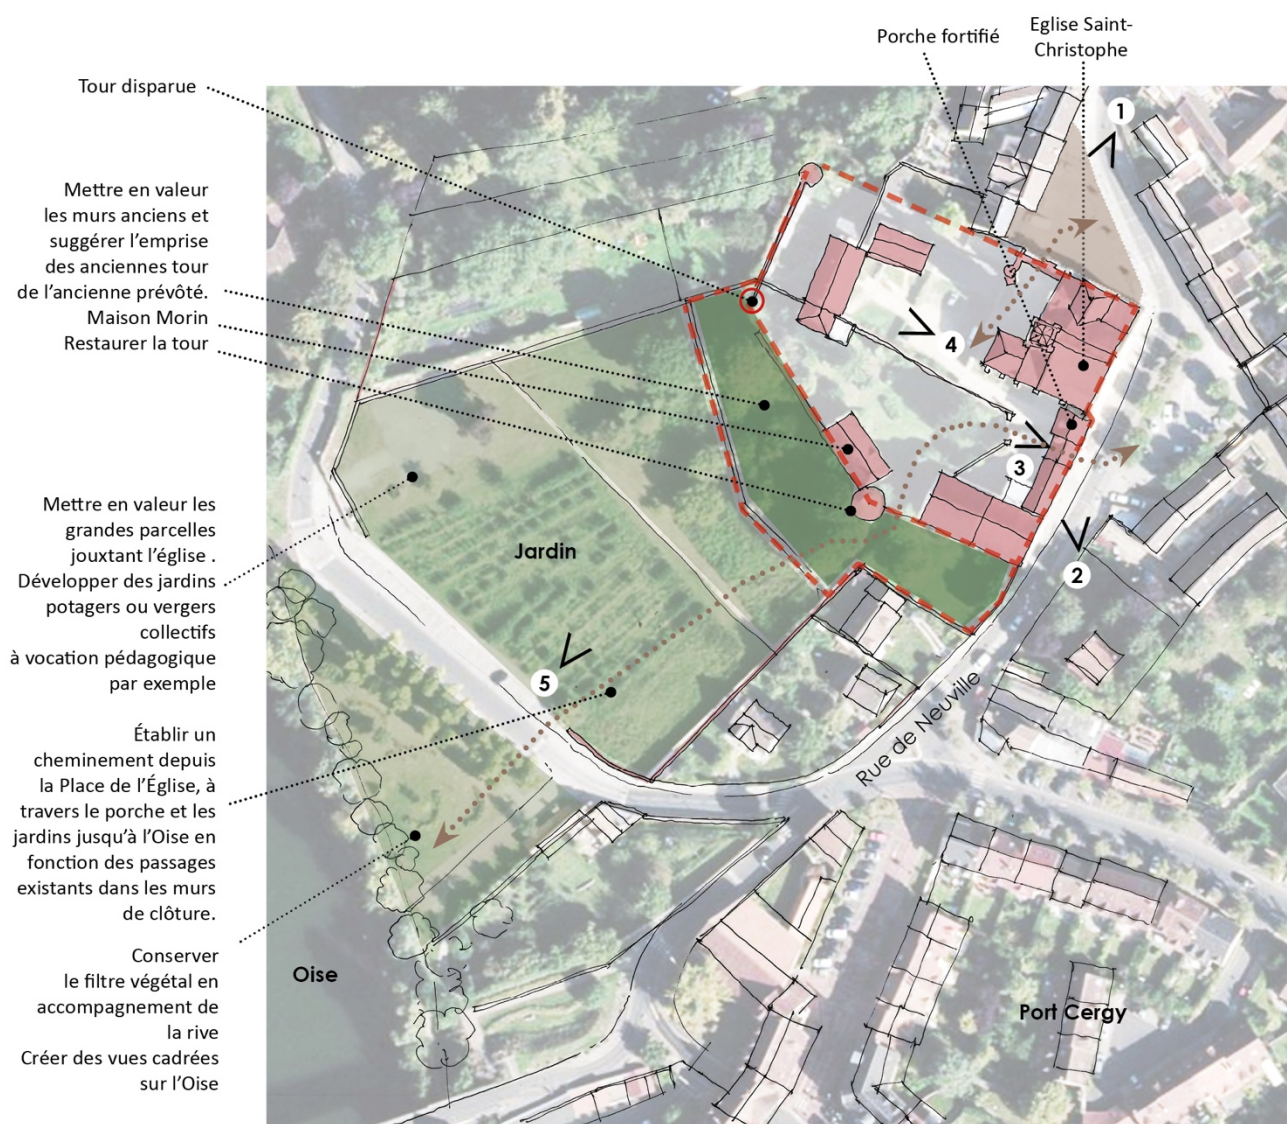 Porche fortifié
Eglise Saint-
Christophe
Tour disparue
Mettre en valeur
les murs anciens et
suggérer l’emprise
des anciennes tour
de l’ancienne prévôté.
Maison Morin
Restaurer la tour
Mettre en valeur les
grandes parcelles
jouxtant l’église .
Développer des jardins
potagers ou vergers
collectifs
à vocation pédagogique
par exemple
Établir un
cheminement depuis
la Place de l’Église, à
travers le porche et les
jardins jusqu’à l’Oise en
fonction des passages
existants dans les murs
de clôture.
Conserver
le filtre végétal en
accompagnement de
la rive
Créer des vues cadrées
sur l’Oise
1
4
3
2
Jardin
5
Rue de Neuville
Oise
Port Cergy